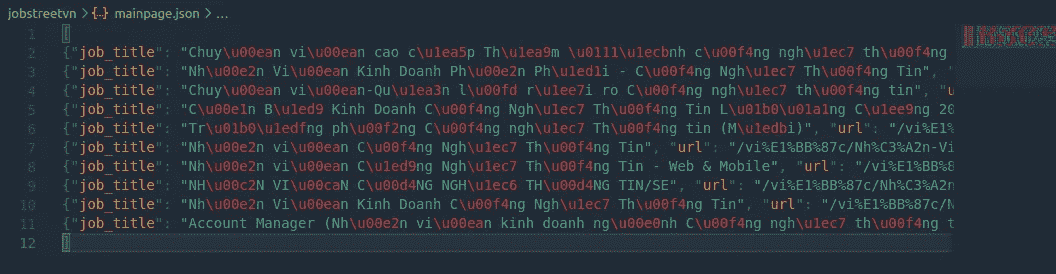 jobstreetvn > {..} mainpage.json > ...
1 [
2 {"job_title": "Chuy\u00ean vi\u00ean cao c\u1ea5p Th\u1ea9m \u0111\u1ecbnh c\u00f4ng ngh\u1ec7 th\u00f4ng
3 {"job_title": "Nh\u00e2n Vi\u00ean Kinh Doanh Ph\u00e2n Ph\u1ed1i - C\u00f4ng Ngh\u1ec7 Th\u00f4ng Tin", "
4 {"job_title": "Chuy\u00ean vi\u00ean-Qu\u1ea3n l\u00fd r\u1ee7i ro C\u00f4ng ngh\u1ec7 th\u00f4ng tin", "u
5 {"job_title": "C\u00e1n B\u1ed9 Kinh Doanh C\u00f4ng Ngh\u1ec7 Th\u00f4ng Tin L\u01b0\u01a1ng C\u1ee9ng 20
6 {"job_title": "Tr\u01b0\u1edfng ph\u00f2ng C\u00f4ng ngh\u1ec7 Th\u00f4ng tin (M\u1edbi)", "url": "/vi%E1%
7 {"job_title": "Nh\u00e2n vi\u00ean C\u00f4ng Ngh\u1ec7 Th\u00f4ng Tin", "url": "/vi%E1%BB%87c/Nh%C3%A2n-Vi
8 {"job_title": "Nh\u00e2n vi\u00ean C\u1ed9ng Ngh\u1ec7 Th\u00f4ng Tin - Web & Mobile", "url": "/vi%E1%BB%8
9 {"job_title": "NH\u00c2N VI\u00caN C\u00d4NG NGH\u1ec6 TH\u00d4NG TIN/SE", "url": "/vi%E1%BB%87c/Nh%C3%A2n
10 {"job_title": "Nh\u00e2n Vi\u00ean Kinh Doanh C\u00f4ng Ngh\u1ec7 Th\u00f4ng Tin", "url": "/vi%E1%BB%87c/N
11 {"job_title": "Account Manager (Nh\u00e2n vi\u00ean kinh doanh ng\u00e0nh C\u00f4ng ngh\u1ec7 th\u00f4ng t
12 ]